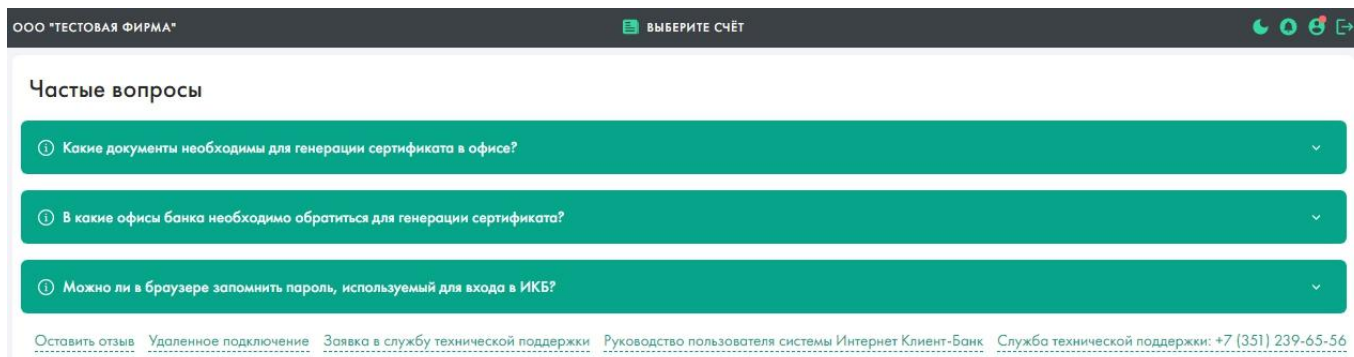 ООО "ТЕСТОВАЯ ФИРМА" ВЫБЕРИТЕ СЧЁТ
Частые вопросы
Какие документы необходимы для генерации сертификата в офисе?
В какие офисы банка необходимо обратиться для генерации сертификата?
Можно ли в браузере запомнить пароль, используемый для входа в ИКБ?
Оставить отзыв Удаленное подключение Заявка в службу технической поддержки Руководство пользователя системы Интернет Клиент-Банк Служба технической поддержки: +7 (351) 239-65-56